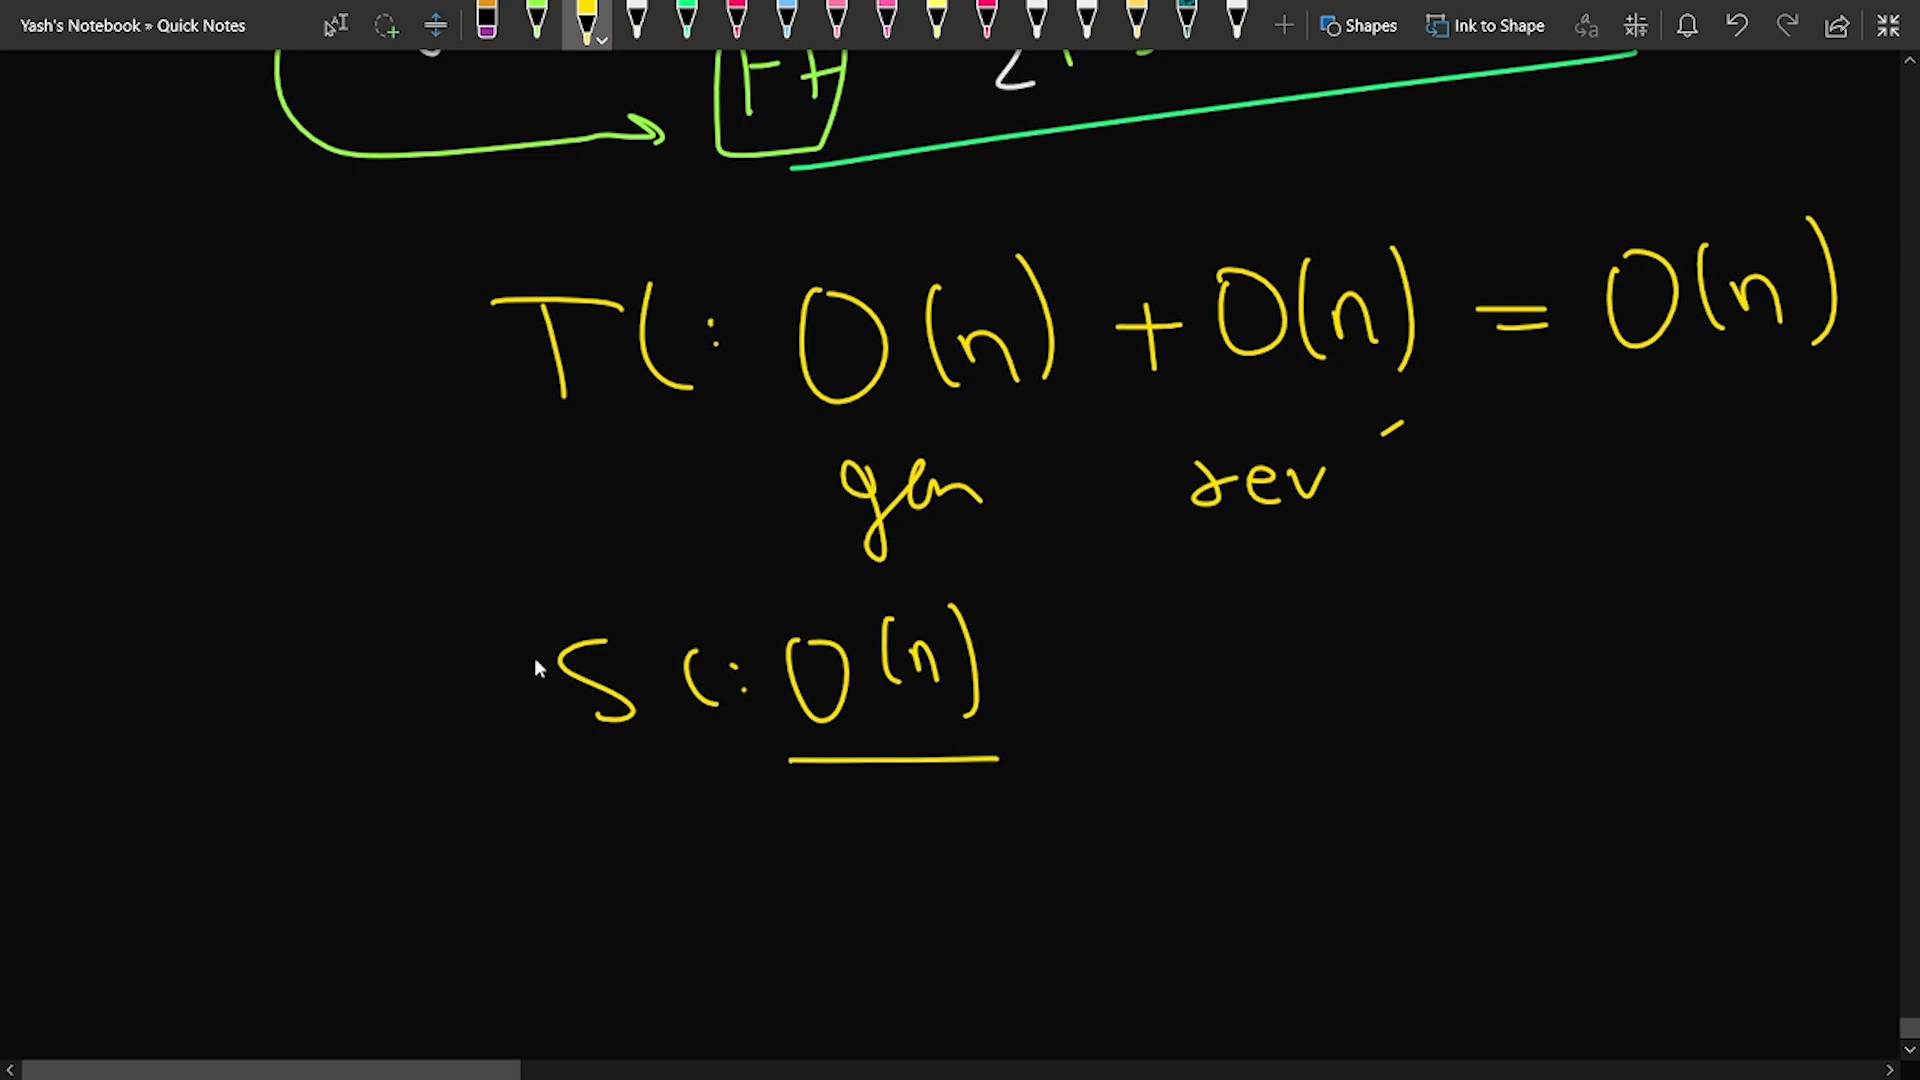 Yash's Notebook » Quick Notes
Shapes
Ink to Shape
TC: O(n) + O(n) = O(n)
gen rev
SC: O(n)